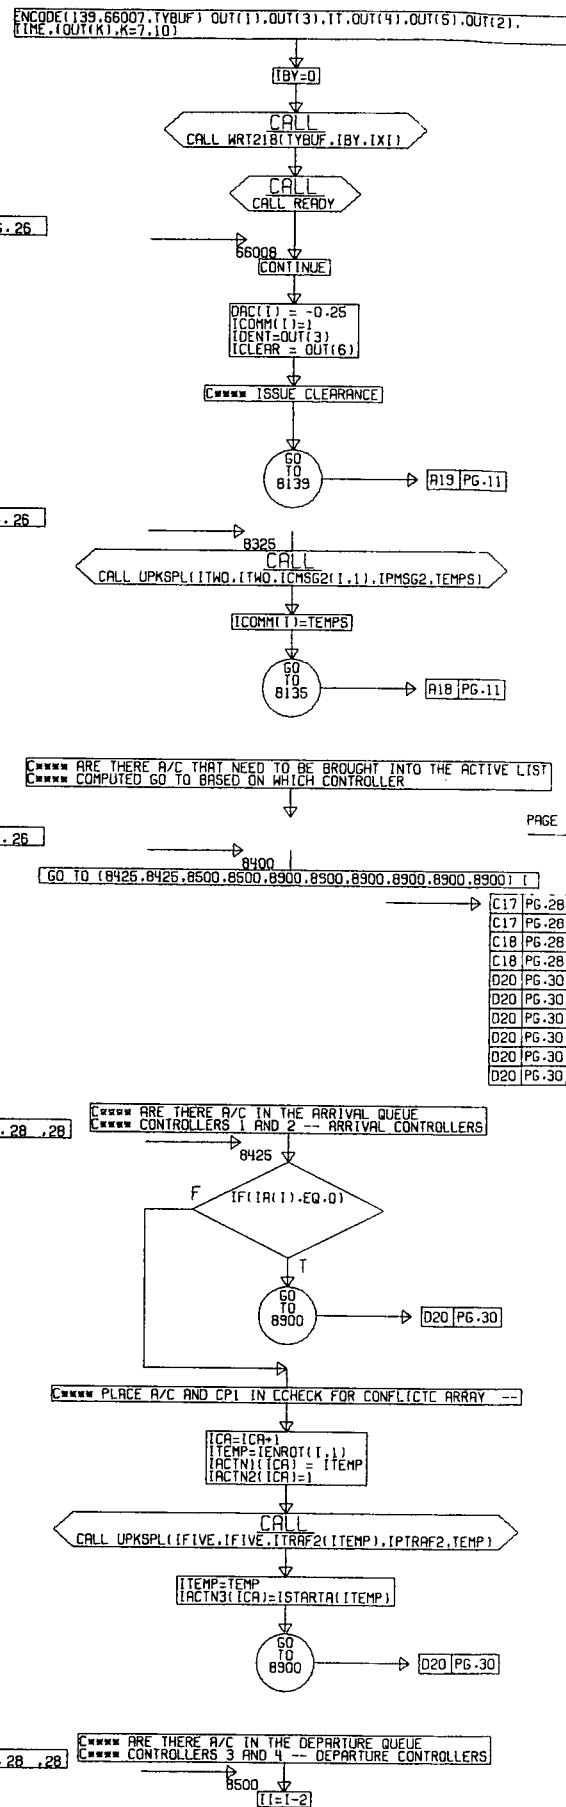 ENCODE(139,66007,TYBUF) OUT(1),OUT(3),IT,OUT(4),OUT(5),OUT(2),
TIME,(OUT(K),K=7,10)
IBY=0
CALL
CALL WRT218(TYBUF,IBY,IXI)
CALL
CALL READY
.26
66008
CONTINUE
DAC(I) = -0.25
ICOMM(I)=1
IDENT=OUT(3)
ICLEAR = OUT(6)
C**** ISSUE CLEARANCE
GO
TO
8139
A19 PG.11
.26
8325
CALL
CALL UPKSPL(ITWO,ITWO,ICMSG2(I,1),IPMSG2,TEMPS)
ICOMM(I)=TEMPS
GO
TO
8135
A18 PG.11
C**** ARE THERE A/C THAT NEED TO BE BROUGHT INTO THE ACTIVE LIST
C**** COMPUTED GO TO BASED ON WHICH CONTROLLER
PAGE
.26
8400
GO TO (8425,8425,8500,8500,8900,8900,8900,8900,8900,8900) I
C17 PG.28
C17 PG.28
C18 PG.28
C18 PG.28
D20 PG.30
D20 PG.30
D20 PG.30
D20 PG.30
D20 PG.30
D20 PG.30
.28 ,28
C**** ARE THERE A/C IN THE ARRIVAL QUEUE
C**** CONTROLLERS 1 AND 2 -- ARRIVAL CONTROLLERS
8425
F
IF(IA(I).EQ.0)
T
GO
TO
8900
D20 PG.30
C**** PLACE A/C AND CP1 IN CCHECK FOR CONFLICTC ARRAY --
ICA=ICA+1
ITEMP=IENROT(I,1)
IACTN1(ICA) = ITEMP
IACTN2(ICA)=1
CALL
CALL UPKSPL(IFIVE,IFIVE,ITRAF2(ITEMP),IPTRAF2,TEMP)
ITEMP=TEMP
IACTN3(ICA)=ISTARTA(ITEMP)
GO
TO
8900
D20 PG.30
.28 ,28
C**** ARE THERE A/C IN THE DEPARTURE QUEUE
C**** CONTROLLERS 3 AND 4 -- DEPARTURE CONTROLLERS
8500
II=I-2